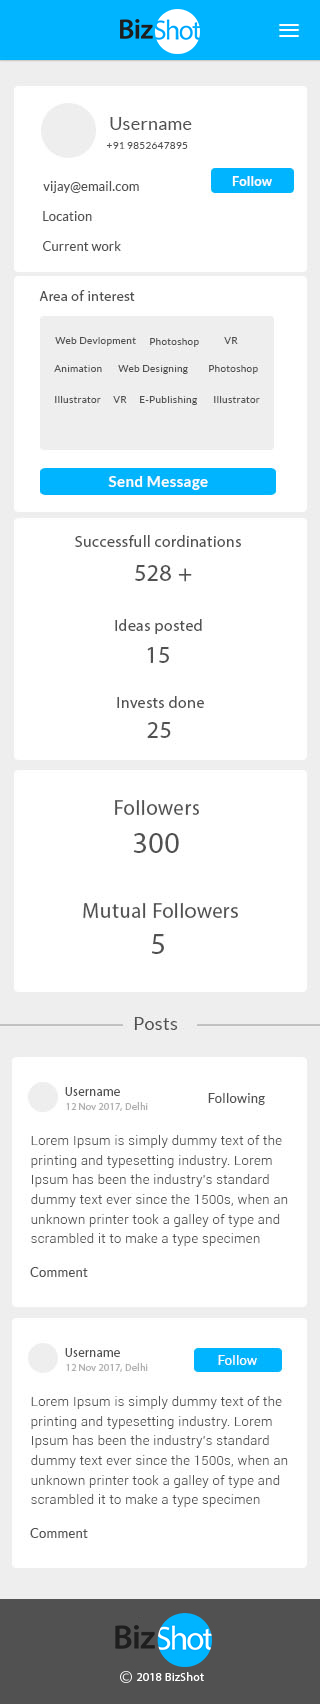 BizShot
Username
+91 9852647895
vijay@email.com
Follow
Location
Current work
Area of interest
Web Devlopment Photoshop VR
Animation Web Designing Photoshop
Illustrator VR E-Publishing Illustrator
Send Message
Successfull cordinations
528 +
Ideas posted
15
Invests done
25
Followers
300
Mutual Followers
5
Posts
Username
12 Nov 2017, Delhi
Following
Lorem Ipsum is simply dummy text of the
printing and typesetting industry. Lorem
Ipsum has been the industry's standard
dummy text ever since the 1500s, when an
unknown printer took a galley of type and
scrambled it to make a type specimen
Comment
Username
12 Nov 2017, Delhi
Follow
Lorem Ipsum is simply dummy text of the
printing and typesetting industry. Lorem
Ipsum has been the industry's standard
dummy text ever since the 1500s, when an
unknown printer took a galley of type and
scrambled it to make a type specimen
Comment
BizShot
© 2018 BizShot